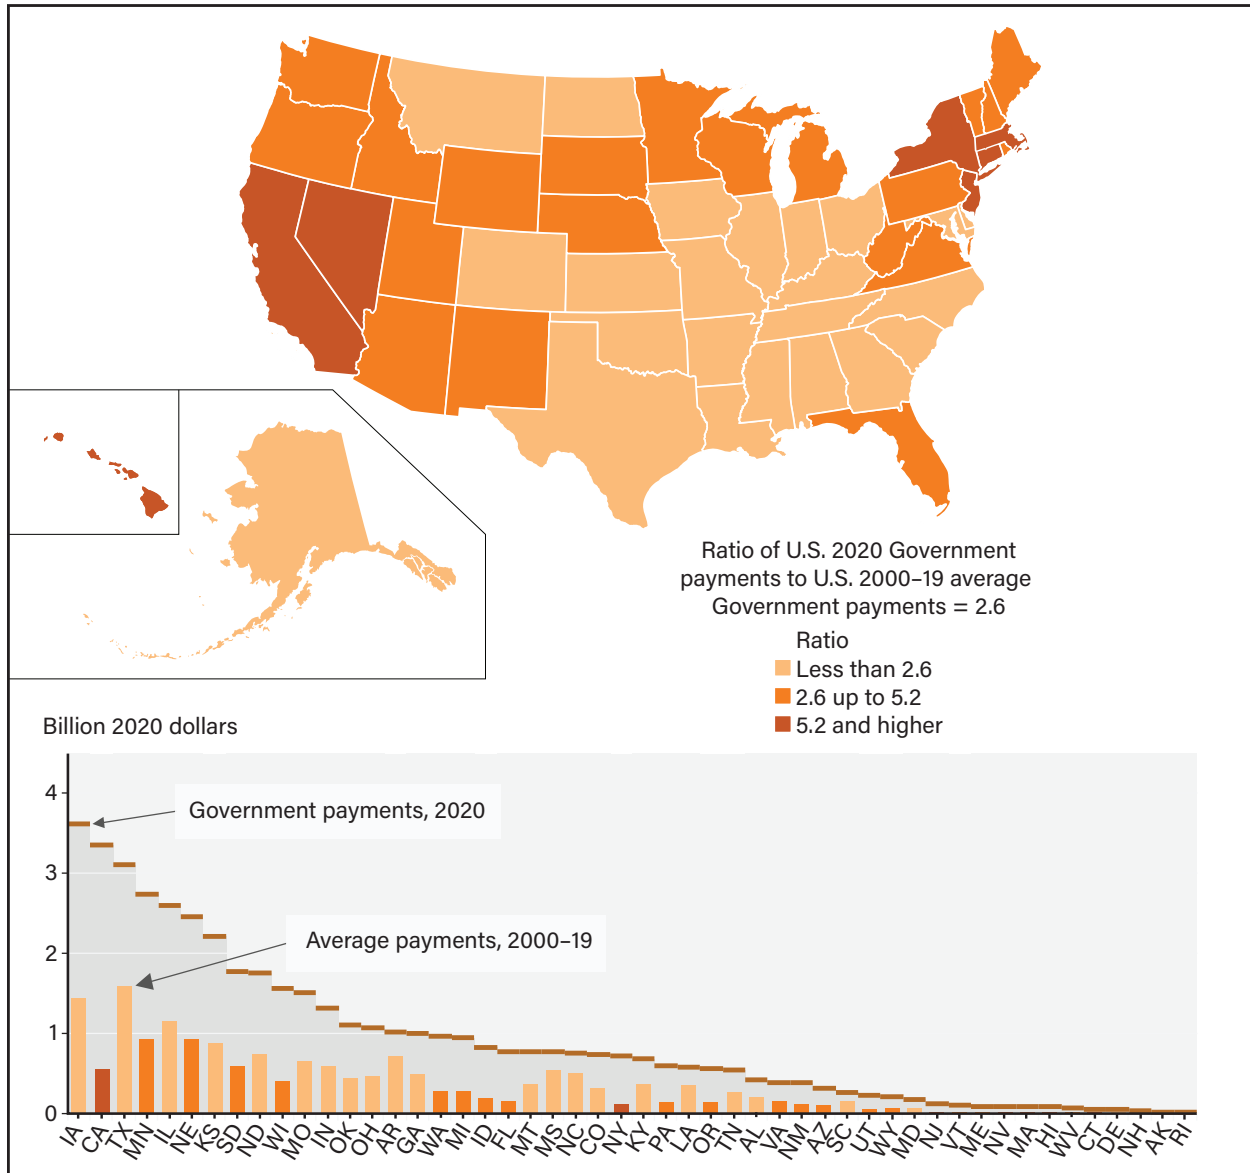 Ratio of U.S. 2020 Government
payments to U.S. 2000–19 average
Government payments = 2.6
Ratio
Less than 2.6
2.6 up to 5.2
5.2 and higher
Billion 2020 dollars
4
Government payments, 2020
3
2
Average payments, 2000–19
1
0
IA CA TX MN IL NE KS SD ND WI MO IN OK OH AR GA WA MI ID FL MT MS NC CO NY KY PA LA OR TN AL VA NM AZ SC UT WY MD NJ VT ME NV MA HI WV CT DE NH AK RI